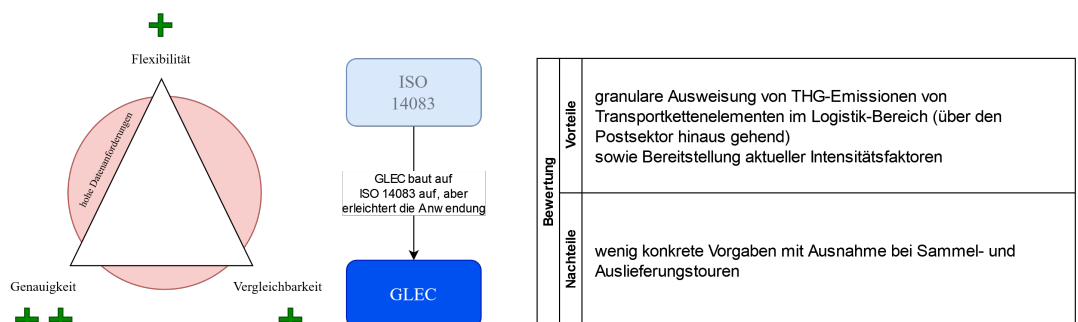 Flexibilität
hohe Datenanforderungen
Genauigkeit
Vergleichbarkeit
ISO
14083
GLEC baut auf
ISO 14083 auf, aber
erleichtert die Anwendung
GLEC
Bewertung
Vorteile
granulare Ausweisung von THG-Emissionen von
Transportkettenelementen im Logistik-Bereich (über den
Postsektor hinaus gehend)
sowie Bereitstellung aktueller Intensitätsfaktoren
Nachteile
wenig konkrete Vorgaben mit Ausnahme bei Sammel- und
Auslieferungstouren